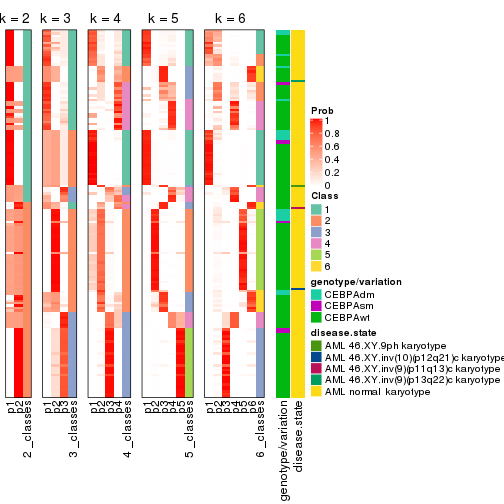 k = 2 k = 3 k = 4 k = 5 k = 6
Prob
1
0.8
0.6
0.4
0.2
0
Class
1
2
3
4
5
6
genotype/variation
CEBPAdm
CEBPAsm
CEBPAwt
disease.state
AML 46.XY.9ph karyotype
AML 46.XY.inv(10)(p12q21)c karyotype
AML 46.XY.inv(9)(p11q13)c karyotype
AML 46.XY.inv(9)(p13q22)c karyotype
AML normal karyotype
p1 p2 2_classes p1 p2 p3 3_classes p1 p2 p3 p4 4_classes p1 p2 p3 p4 p5 5_classes p1 p2 p3 p4 p5 p6 6_classes genotype/variation disease.state